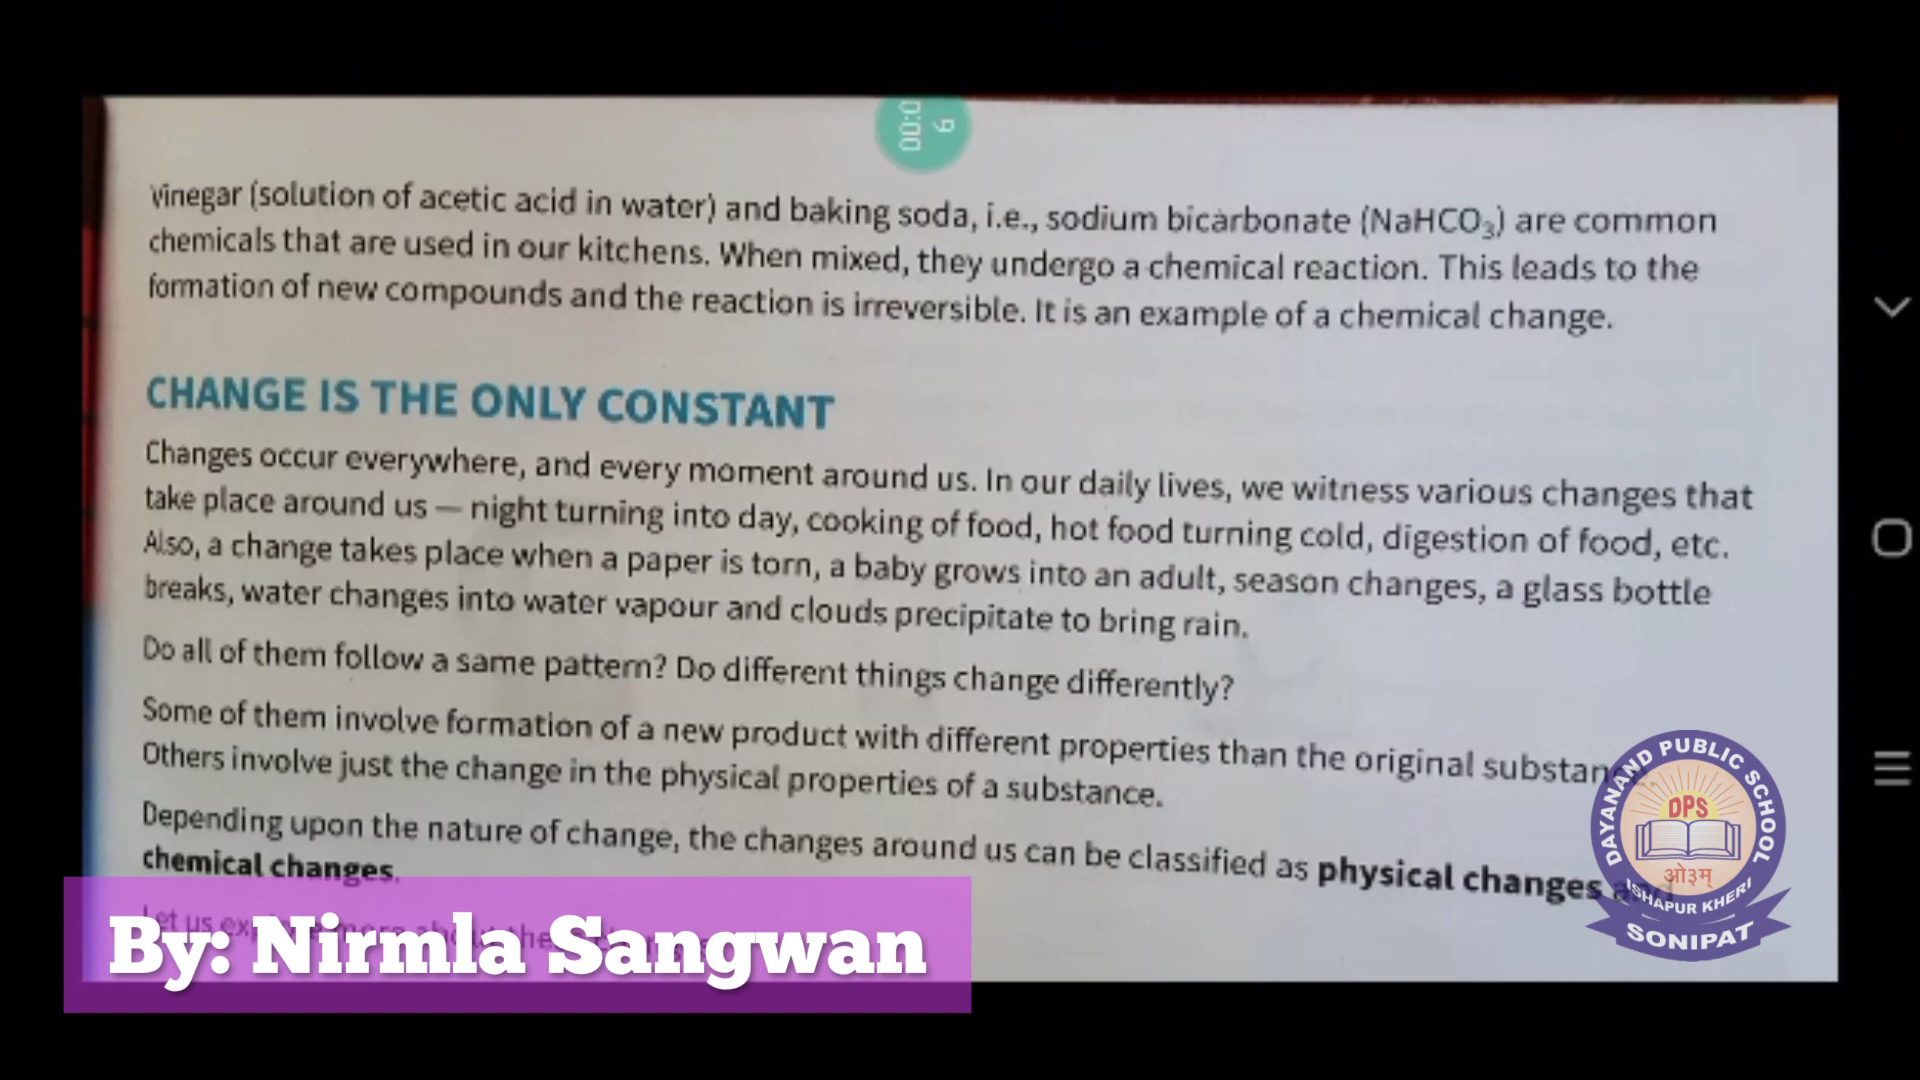 00:0
9
Vinegar (solution of acetic acid in water) and baking soda, i.e., sodium bicarbonate (NaHCO₃) are common
chemicals that are used in our kitchens. When mixed, they undergo a chemical reaction. This leads to the
formation of new compounds and the reaction is irreversible. It is an example of a chemical change.
CHANGE IS THE ONLY CONSTANT
Changes occur everywhere, and every moment around us. In our daily lives, we witness various changes that
take place around us — night turning into day, cooking of food, hot food turning cold, digestion of food, etc.
Also, a change takes place when a paper is torn, a baby grows into an adult, season changes, a glass bottle
breaks, water changes into water vapour and clouds precipitate to bring rain.
Do all of them follow a same pattern? Do different things change differently?
Some of them involve formation of a new product with different properties than the original substance.
Others involve just the change in the physical properties of a substance.
Depending upon the nature of change, the changes around us can be classified as physical changes and
chemical changes.
Let us
By: Nirmla Sangwan
DAYANAND PUBLIC SCHOOL
DPS
ओ३म्
ISHAPUR KHERI
SONIPAT